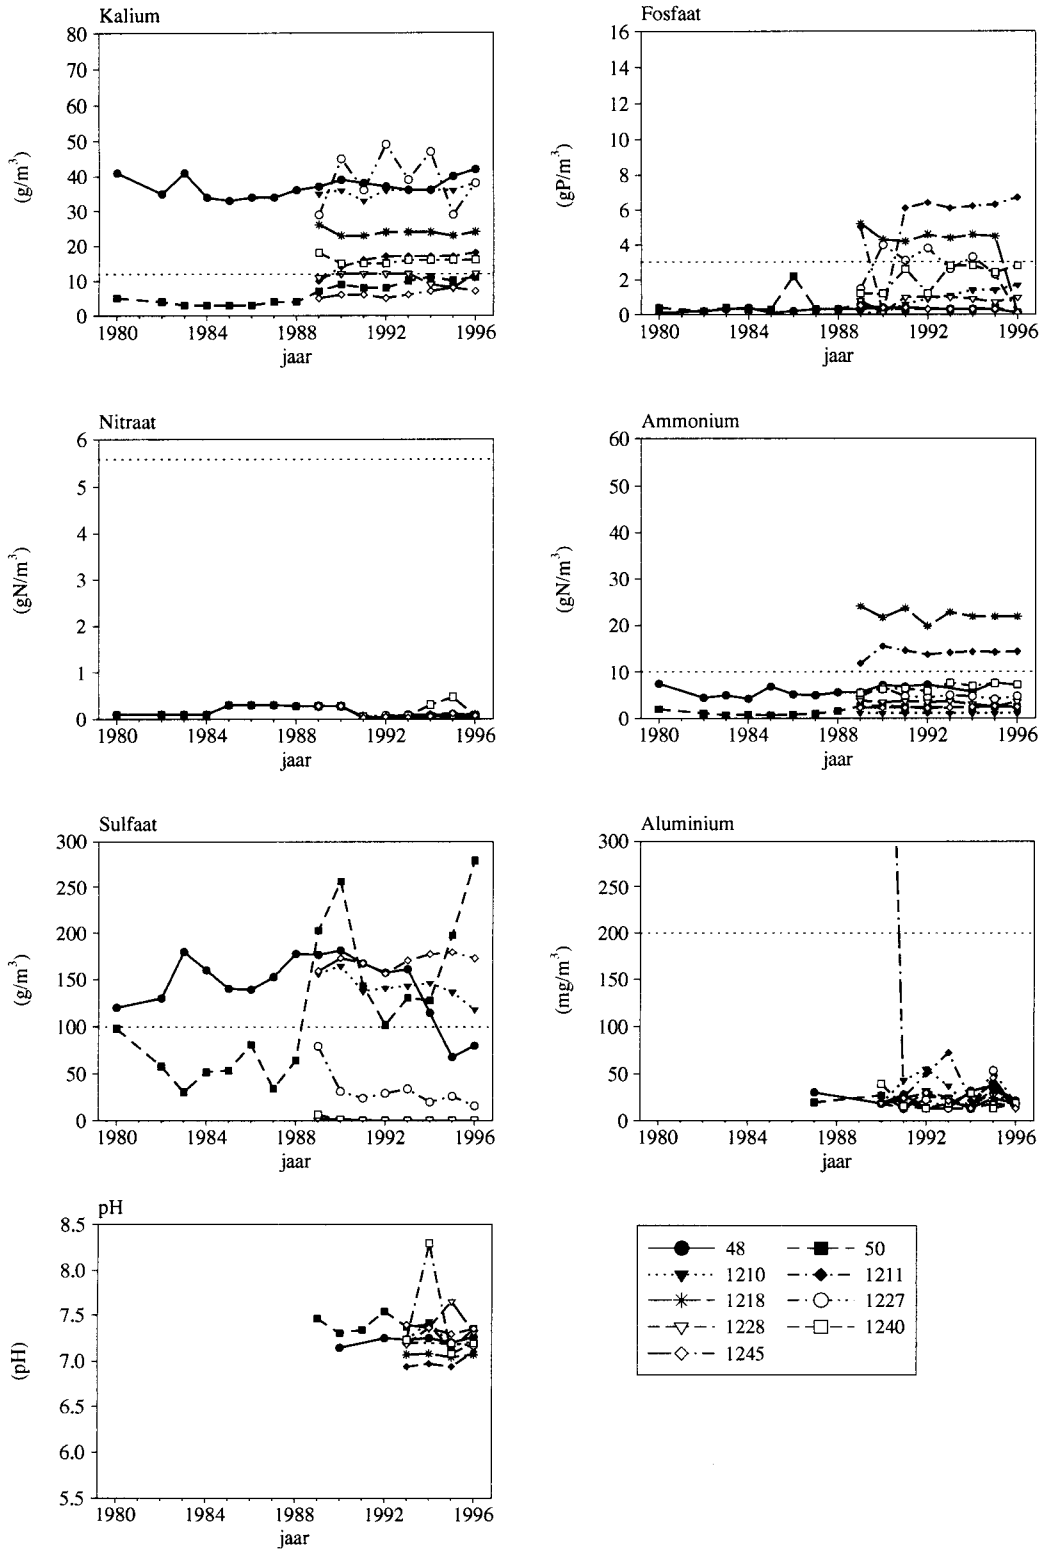 Kalium
80
70
60
50
40
30
20
10
0
(g/m³)
1980 1984 1988 1992 1996
jaar
Fosfaat
16
14
12
10
8
6
4
2
0
(gP/m³)
1980 1984 1988 1992 1996
jaar
Nitraat
6
5
4
3
2
1
0
(gN/m³)
1980 1984 1988 1992 1996
jaar
Ammonium
60
50
40
30
20
10
0
(gN/m³)
1980 1984 1988 1992 1996
jaar
Sulfaat
300
250
200
150
100
50
0
(g/m³)
1980 1984 1988 1992 1996
jaar
Aluminium
300
250
200
150
100
50
0
(mg/m³)
1980 1984 1988 1992 1996
jaar
pH
8.5
8.0
7.5
7.0
6.5
6.0
5.5
(pH)
1980 1984 1988 1992 1996
jaar
48 50
1210 1211
1218 1227
1228 1240
1245